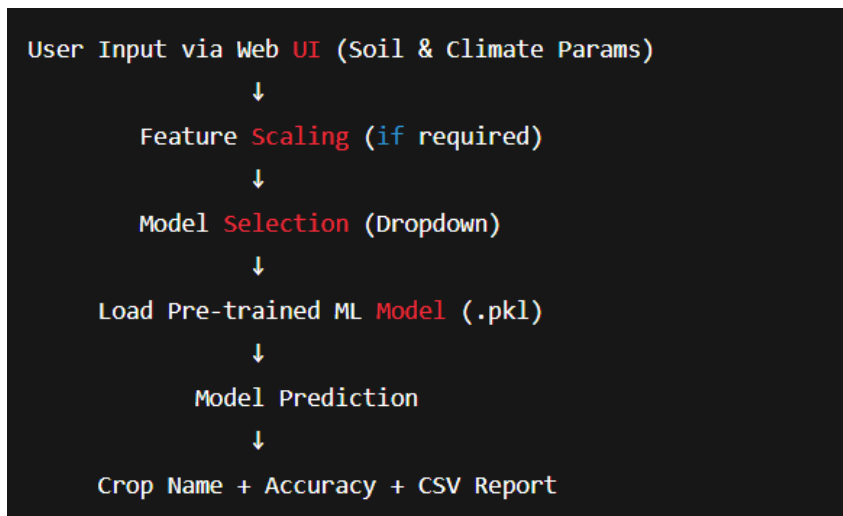 User Input via Web UI (Soil & Climate Params)
↓
Feature Scaling (if required)
↓
Model Selection (Dropdown)
↓
Load Pre-trained ML Model (.pkl)
↓
Model Prediction
↓
Crop Name + Accuracy + CSV Report